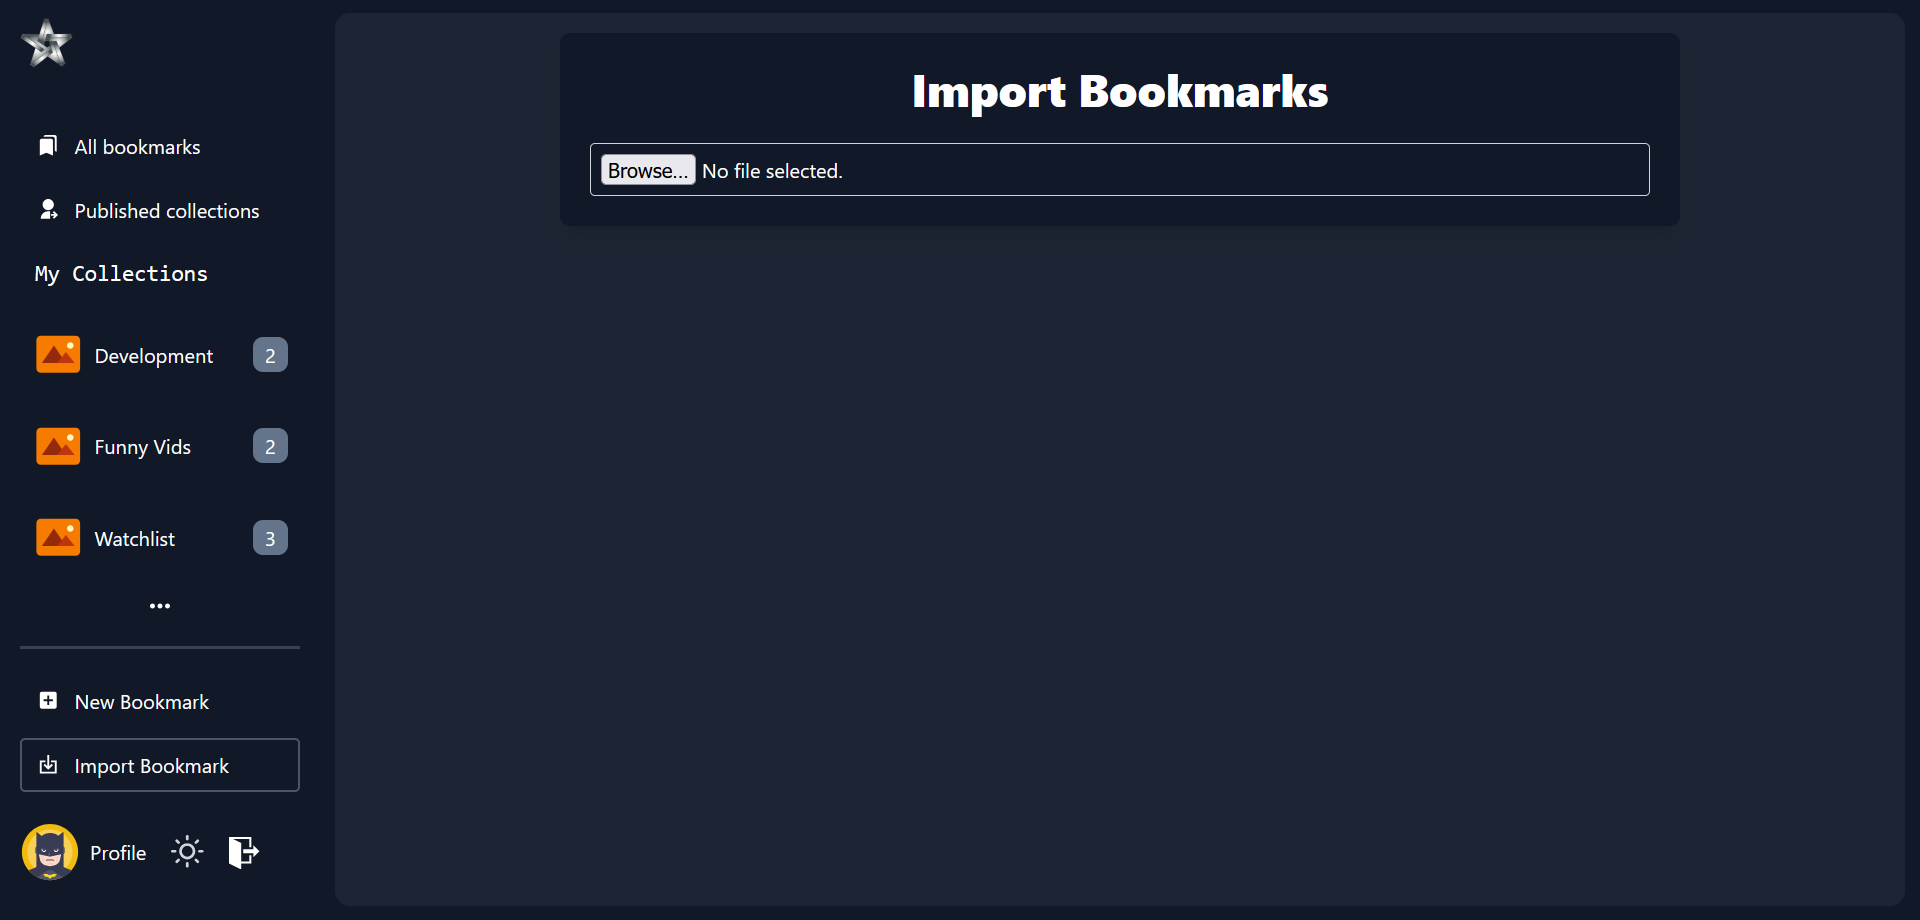 All bookmarks
Published collections
My Collections
Development 2
Funny Vids 2
Watchlist 3
New Bookmark
Import Bookmark
Profile
Import Bookmarks
Browse... No file selected.